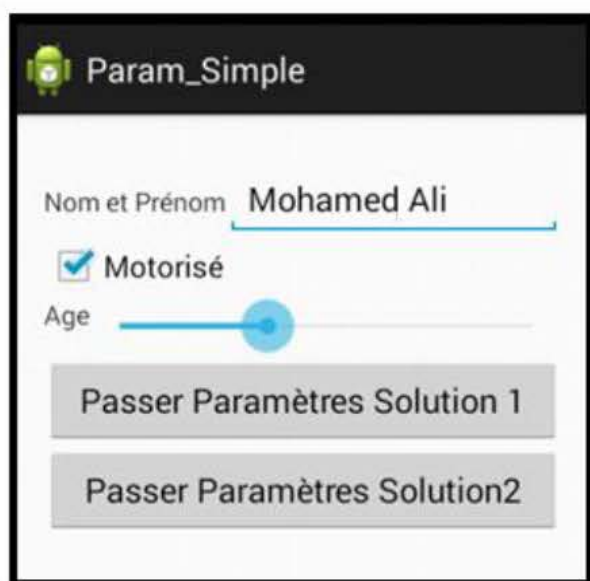 Param_Simple
Nom et Prénom Mohamed Ali
Motorisé
Age
Passer Paramètres Solution 1
Passer Paramètres Solution2